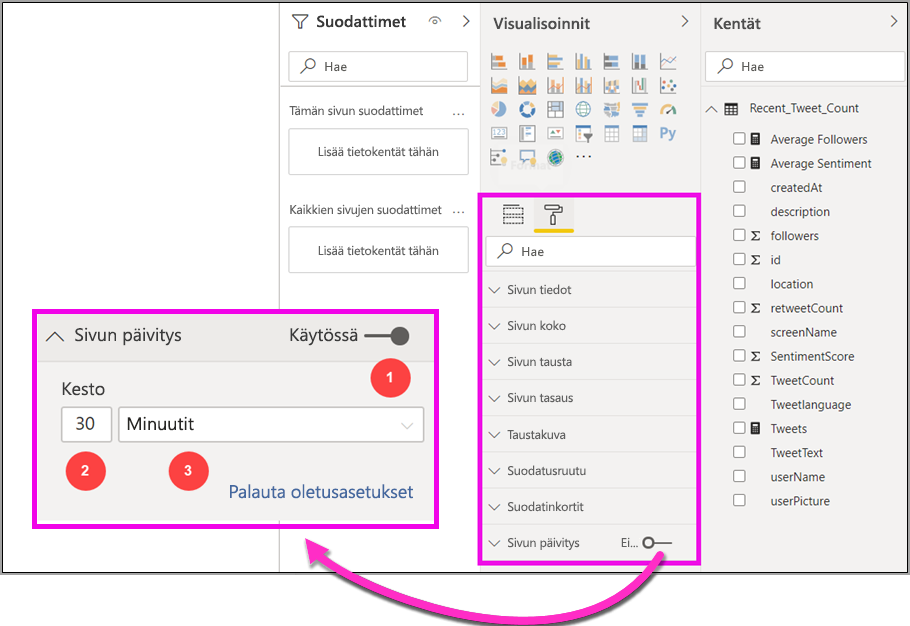 Suodattimet
Hae
Tämän sivun suodattimet ...
Lisää tietokentät tähän
Kaikkien sivujen suodattimet ...
Lisää tietokentät tähän
Sivun päivitys Käytössä
1
Kesto
30 Minuutit
2 3
Palauta oletusasetukset
Visualisoinnit
123
Py
...
Format
Hae
Sivun tiedot
Sivun koko
Sivun tausta
Sivun tasaus
Taustakuva
Suodatusruutu
Suodatinkortit
Sivun päivitys Ei...
Kentät
Hae
Recent_Tweet_Count
Average Followers
Average Sentiment
createdAt
description
Σ followers
Σ id
location
Σ retweetCount
screenName
Σ SentimentScore
Σ TweetCount
Tweetlanguage
Tweets
TweetText
userName
userPicture